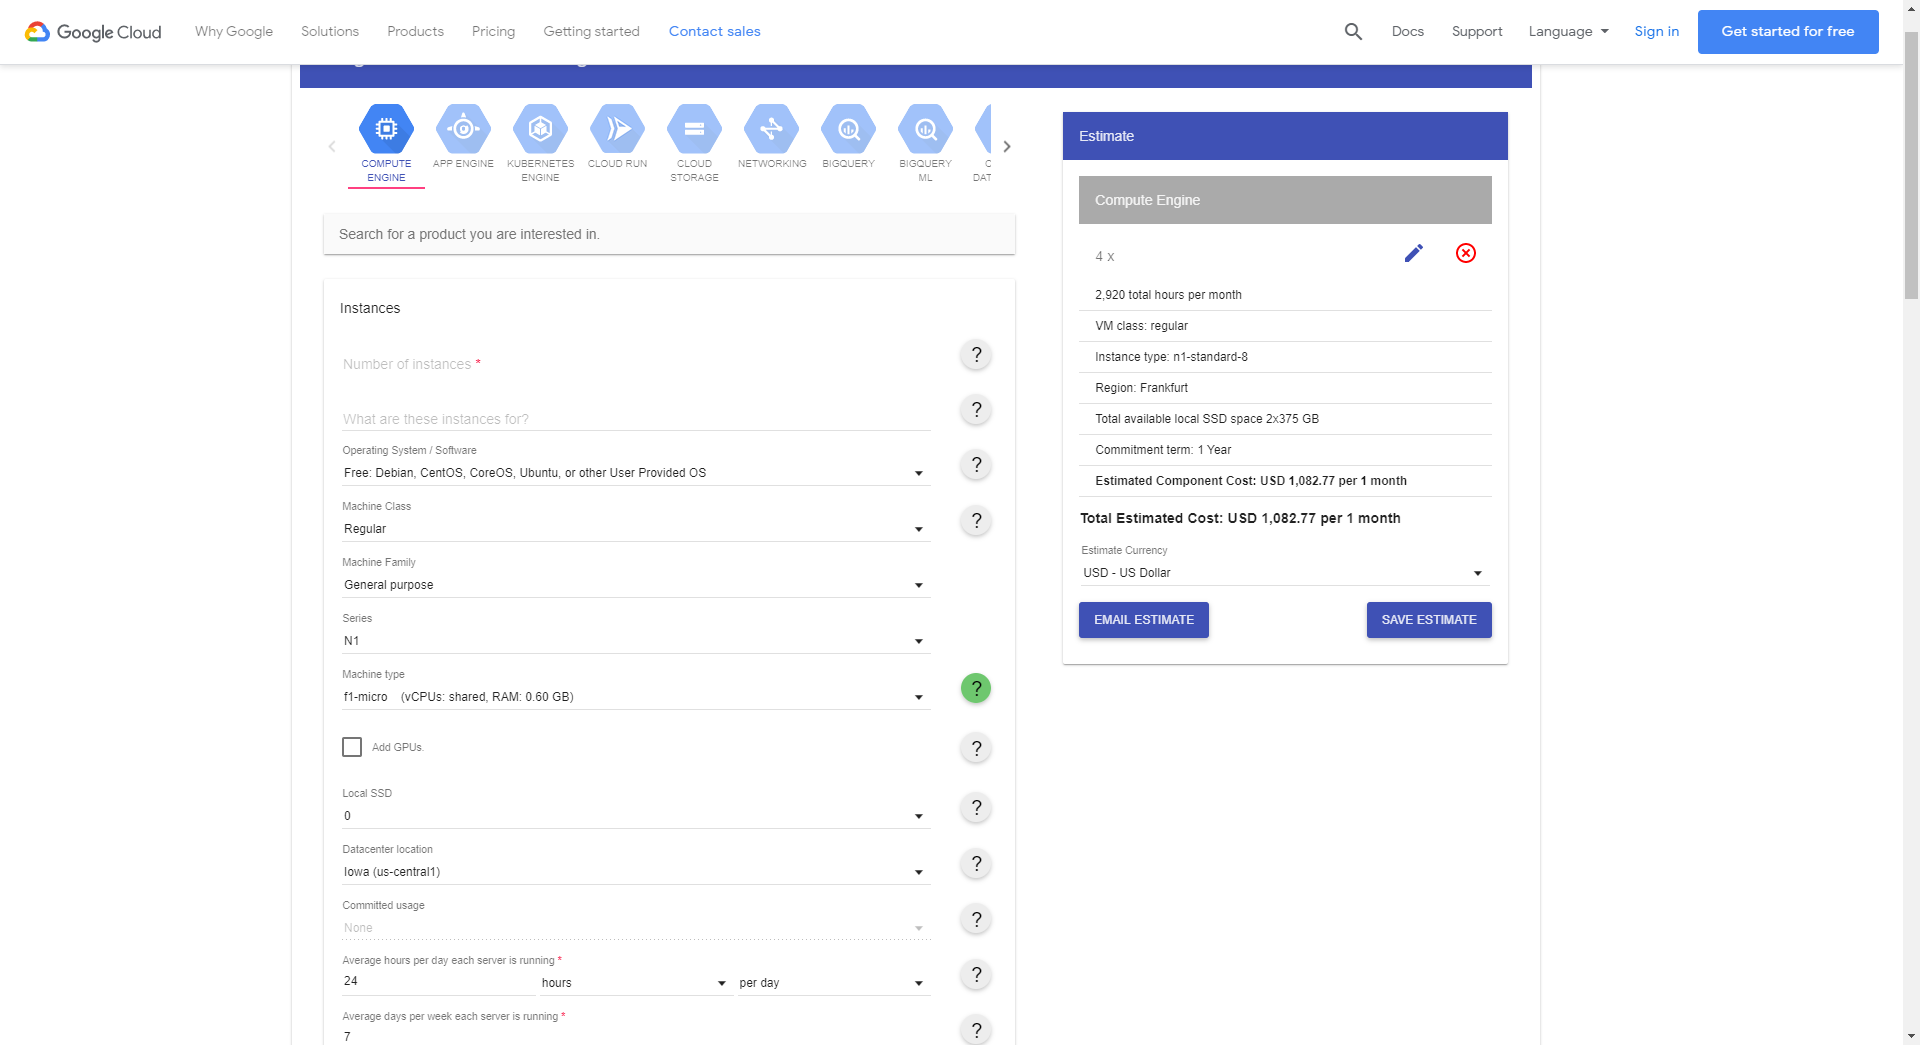 Google Cloud
Why Google
Solutions
Products
Pricing
Getting started
Contact sales
Docs
Support
Language
Sign in
Get started for free
COMPUTE
ENGINE
APP ENGINE
KUBERNETES
ENGINE
CLOUD RUN
CLOUD
STORAGE
NETWORKING
BIGQUERY
BIGQUERY
ML
C
DAT
Search for a product you are interested in.
Instances
Number of instances *
?
What are these instances for?
?
Operating System / Software
Free: Debian, CentOS, CoreOS, Ubuntu, or other User Provided OS
?
Machine Class
Regular
?
Machine Family
General purpose
Series
N1
Machine type
f1-micro (vCPUs: shared, RAM: 0.60 GB)
?
Add GPUs.
?
Local SSD
0
?
Datacenter location
Iowa (us-central1)
?
Committed usage
None
?
Average hours per day each server is running *
24 hours per day
?
Average days per week each server is running *
7
?
Estimate
Compute Engine
4 x
2,920 total hours per month
VM class: regular
Instance type: n1-standard-8
Region: Frankfurt
Total available local SSD space 2x375 GB
Commitment term: 1 Year
Estimated Component Cost: USD 1,082.77 per 1 month
Total Estimated Cost: USD 1,082.77 per 1 month
Estimate Currency
USD - US Dollar
EMAIL ESTIMATE
SAVE ESTIMATE